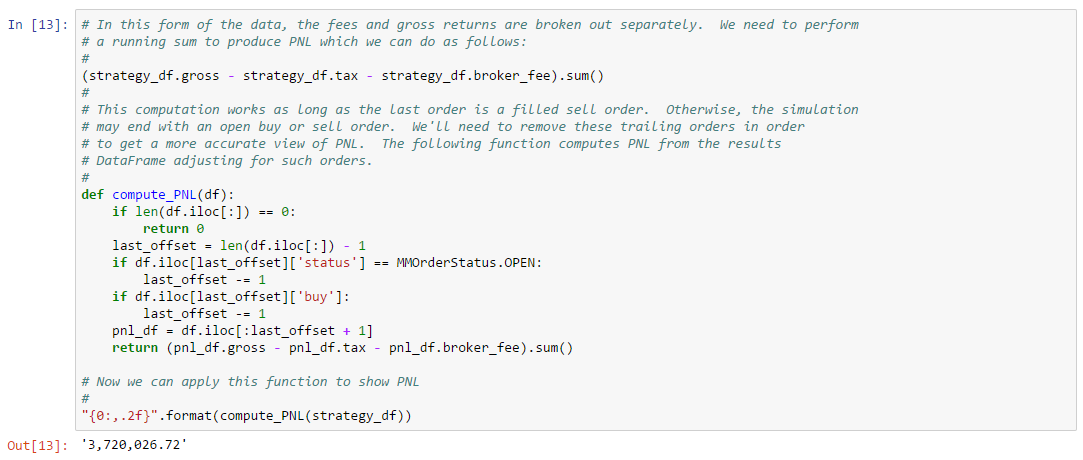 In [13]: # In this form of the data, the fees and gross returns are broken out separately.  We need to perform
# a running sum to produce PNL which we can do as follows:
#
(strategy_df.gross - strategy_df.tax - strategy_df.broker_fee).sum()
#
# This computation works as long as the last order is a filled sell order.  Otherwise, the simulation
# may end with an open buy or sell order.  We'll need to remove these trailing orders in order
# to get a more accurate view of PNL.  The following function computes PNL from the results
# DataFrame adjusting for such orders.
#
def compute_PNL(df):
    if len(df.iloc[:]) == 0:
        return 0
    last_offset = len(df.iloc[:]) - 1
    if df.iloc[last_offset]['status'] == MMOrderStatus.OPEN:
        last_offset -= 1
    if df.iloc[last_offset]['buy']:
        last_offset -= 1
    pnl_df = df.iloc[:last_offset + 1]
    return (pnl_df.gross - pnl_df.tax - pnl_df.broker_fee).sum()

# Now we can apply this function to show PNL
#
"{0:,.2f}".format(compute_PNL(strategy_df))
Out[13]: '3,720,026.72'